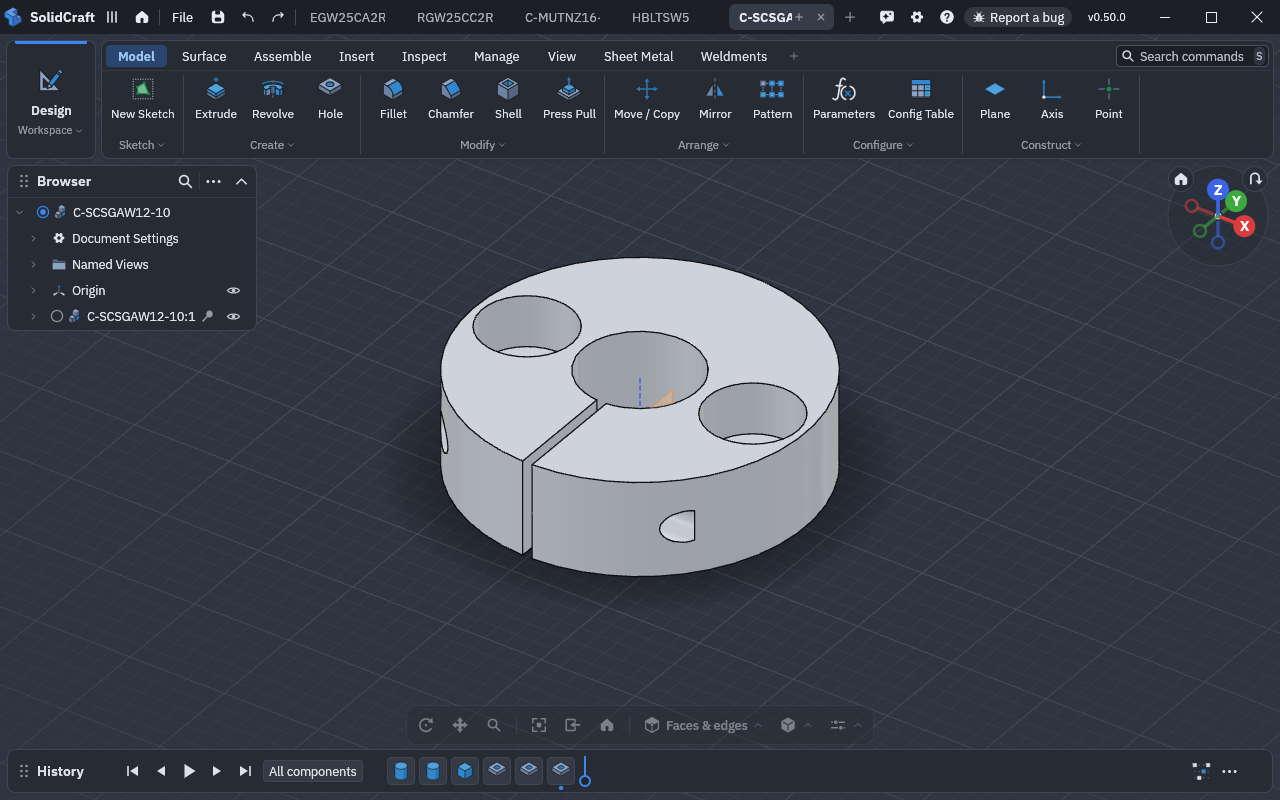 SolidCraft
File
EGW25CA2R
RGW25CC2R
C-MUTNZ16-
HBLTSW5
C-SCSGA
Report a bug
v0.50.0
Design
Workspace
Model
Surface
Assemble
Insert
Inspect
Manage
View
Sheet Metal
Weldments
Search commands
S
New Sketch
Extrude
Revolve
Hole
Fillet
Chamfer
Shell
Press Pull
Move / Copy
Mirror
Pattern
Parameters
Config Table
Plane
Axis
Point
Sketch
Create
Modify
Arrange
Configure
Construct
Browser
C-SCSGAW12-10
Document Settings
Named Views
Origin
C-SCSGAW12-10:1
Z
Y
X
Faces & edges
History
All components